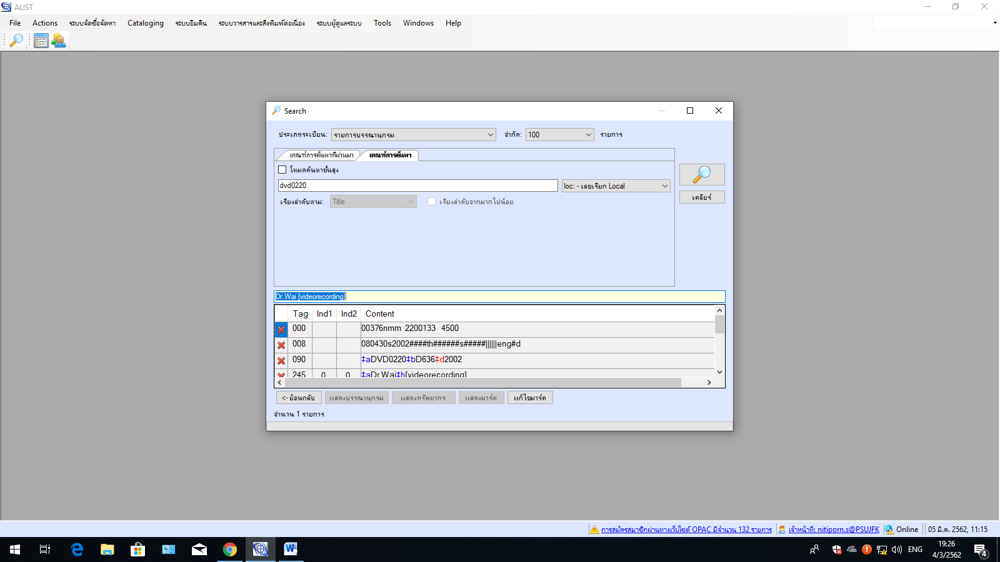 ALIST
File Actions ระบบจัดซื้อจัดหา Cataloging ระบบยืมคืน ระบบวารสารและสิ่งพิมพ์ต่อเนื่อง ระบบผู้ดูแลระบบ Tools Windows Help
Search
ประเภทระเบียน: รายการบรรณานุกรม จำกัด: 100 รายการ
เกณฑ์การค้นหาที่ผ่านมา เกณฑ์การค้นหา
โหมดค้นหาขั้นสูง
dvd0220 loc: - เลขเรียก Local
เคลียร์
เรียงลำดับตาม: Title เรียงลำดับจากมากไปน้อย
Dr.Wai [videorecording]
Tag Ind1 Ind2 Content
000 00376nmm 2200133 4500
008 080430s2002####th######s#####||||||eng#d
090 ‡aDVD0220‡bD636‡d2002
245 0 0 ‡aDr.Wai‡h[videorecording]
<- ย้อนกลับ แสดงบรรณานุกรม แสดงทรัพยากร แสดงมาร์ค แก้ไขมาร์ค
จำนวน 1 รายการ
การสมัครสมาชิกผ่านทางเว็บไซต์ OPAC มีจำนวน 132 รายการ เจ้าหน้าที่: nitiporn.s@PSUJFK Online 05 มี.ค. 2562, 11:15
ENG 19:26
4/3/2562
4